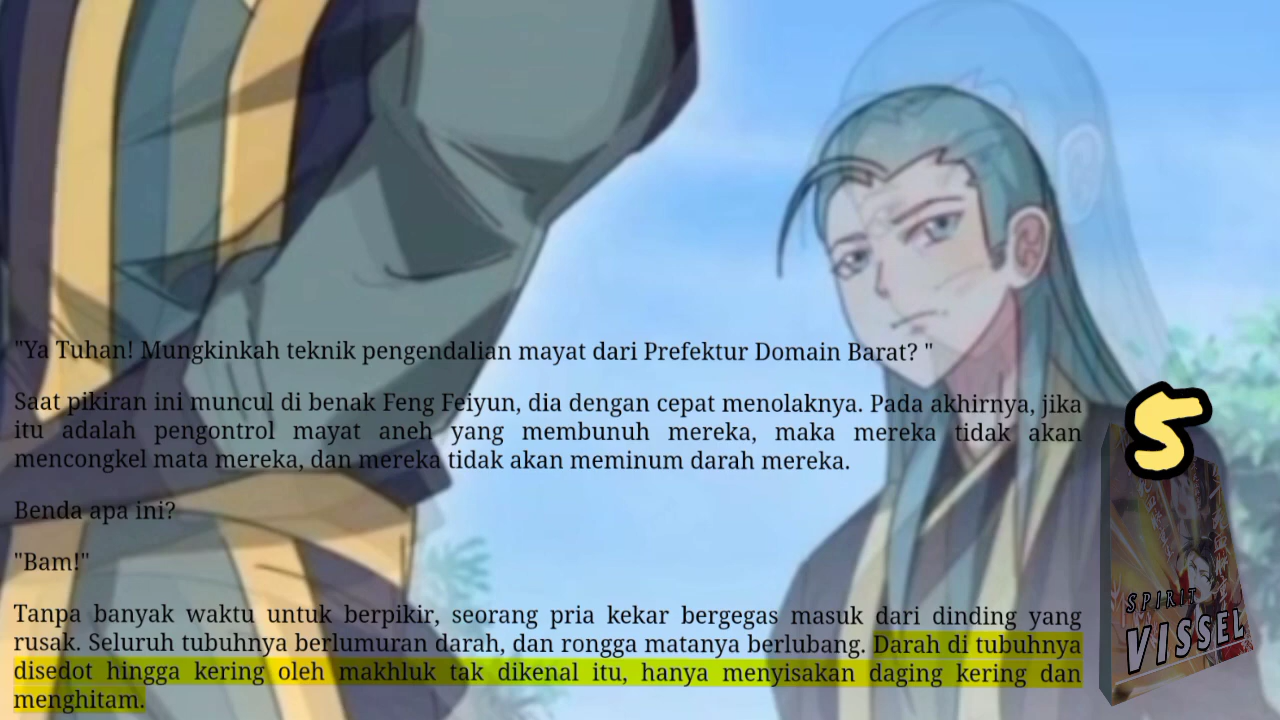 "Ya Tuhan! Mungkinkah teknik pengendalian mayat dari Prefektur Domain Barat? "
Saat pikiran ini muncul di benak Feng Feiyun, dia dengan cepat menolaknya. Pada akhirnya, jika
itu adalah pengontrol mayat aneh yang membunuh mereka, maka mereka tidak akan
mencongkel mata mereka, dan mereka tidak akan meminum darah mereka.
Benda apa ini?
"Bam!"
Tanpa banyak waktu untuk berpikir, seorang pria kekar bergegas masuk dari dinding yang
rusak. Seluruh tubuhnya berlumuran darah, dan rongga matanya berlubang. Darah di tubuhnya
disedot hingga kering oleh makhluk tak dikenal itu, hanya menyisakan daging kering dan
menghitam.
S
SPIRIT
VISSEL